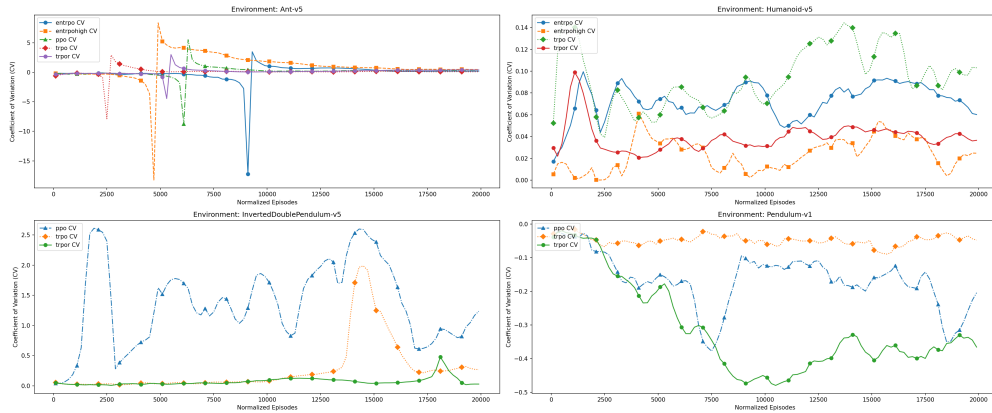 Environment: Ant-v5
Coefficient of Variation (CV)
5
0
−5
−10
−15
entrpo CV
entrpohigh CV
ppo CV
trpo CV
trpor CV
0 2500 5000 7500 10000 12500 15000 17500 20000
Normalized Episodes
Environment: Humanoid-v5
Coefficient of Variation (CV)
0.14
0.12
0.10
0.08
0.06
0.04
0.02
0.00
entrpo CV
entrpohigh CV
trpo CV
trpor CV
0 2500 5000 7500 10000 12500 15000 17500 20000
Normalized Episodes
Environment: InvertedDoublePendulum-v5
Coefficient of Variation (CV)
2.5
2.0
1.5
1.0
0.5
0.0
ppo CV
trpo CV
trpor CV
0 2500 5000 7500 10000 12500 15000 17500 20000
Normalized Episodes
Environment: Pendulum-v1
Coefficient of Variation (CV)
−0.0
−0.1
−0.2
−0.3
−0.4
−0.5
ppo CV
trpo CV
trpor CV
0 2500 5000 7500 10000 12500 15000 17500 20000
Normalized Episodes